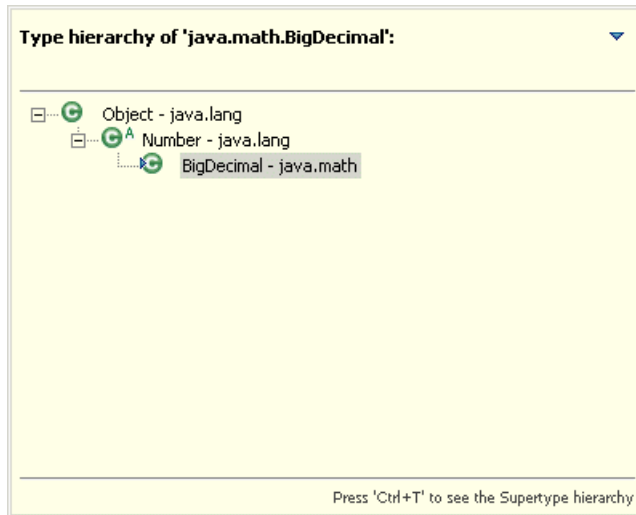 Type hierarchy of 'java.math.BigDecimal':
Object - java.lang
Number - java.lang
BigDecimal - java.math
Press 'Ctrl+T' to see the Supertype hierarchy